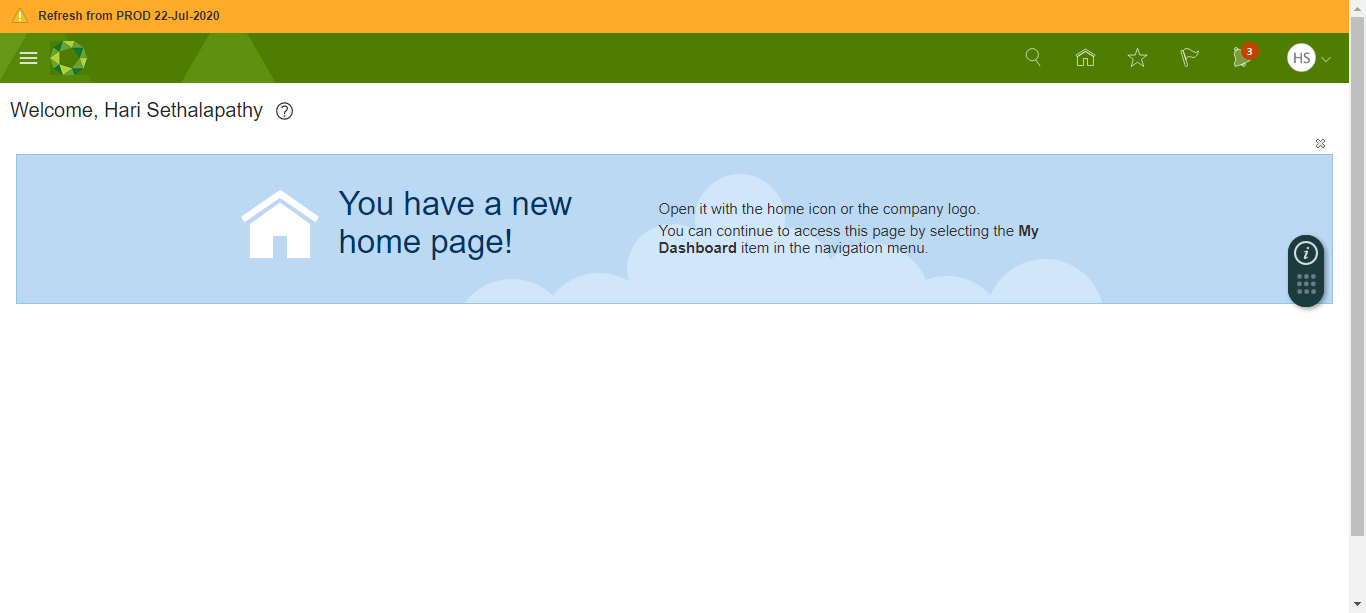 Refresh from PROD 22-Jul-2020
3
HS
Welcome, Hari Sethalapathy ?
You have a new
home page!
Open it with the home icon or the company logo.
You can continue to access this page by selecting the My
Dashboard item in the navigation menu.
i